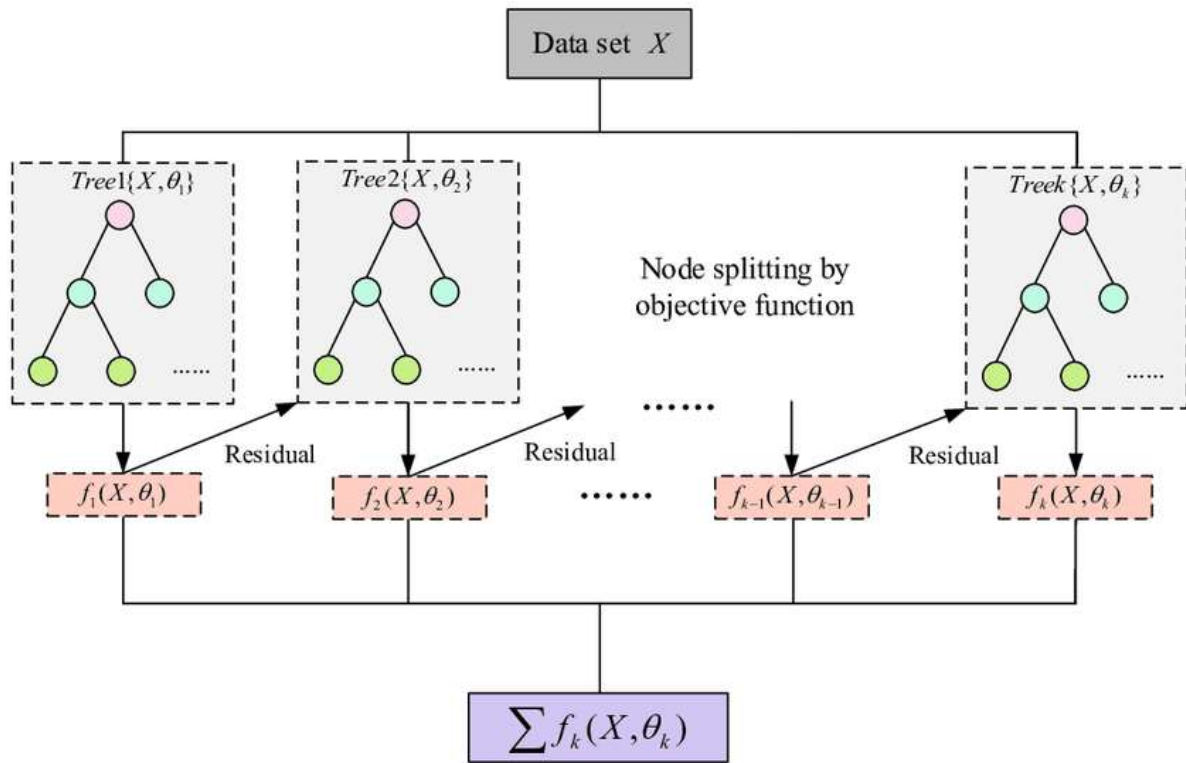 Data set X
Tree1{X,θ₁}
Tree2{X,θ₂}
Treek{X,θₖ}
Node splitting by
objective function
......
......
......
......
Residual
Residual
Residual
f₁(X,θ₁)
f₂(X,θ₂)
......
fₖ₋₁(X,θₖ₋₁)
fₖ(X,θₖ)
∑fₖ(X,θₖ)